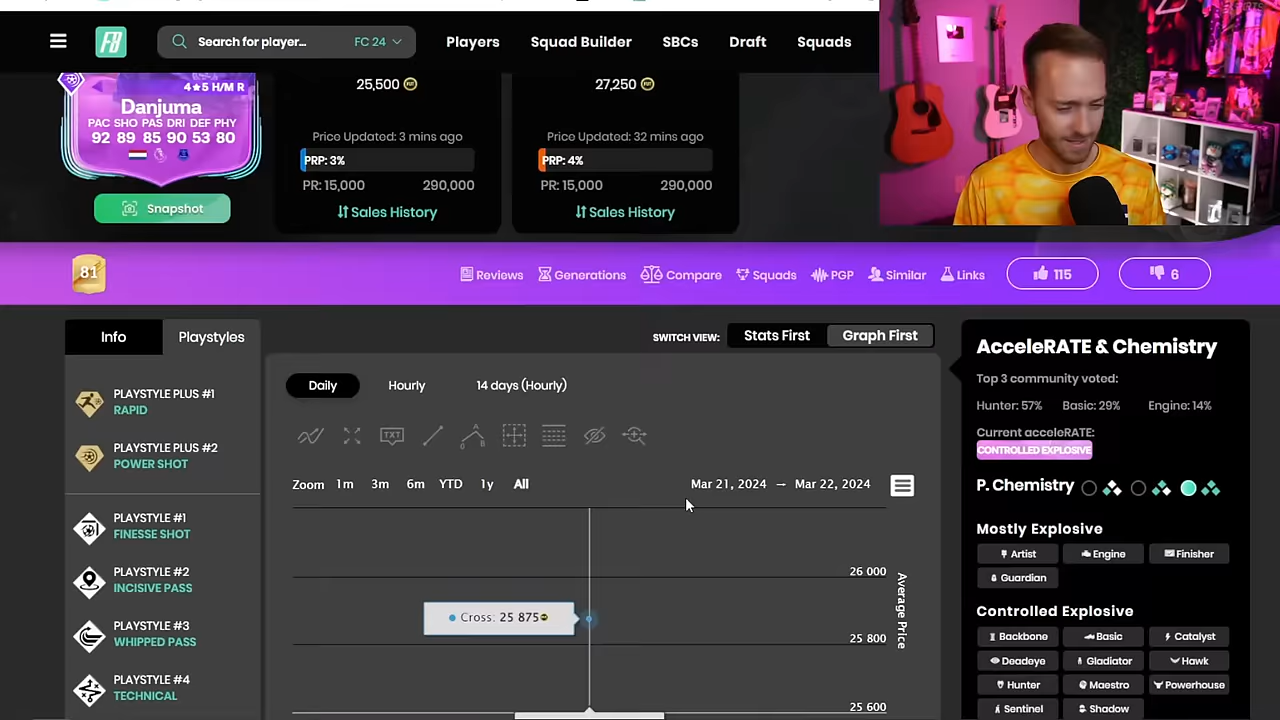 FB
Search for player...
FC 24
Players
Squad Builder
SBCs
Draft
Squads
4★5 H/M R
Danjuma
PAC SHO PAS DRI DEF PHY
92 89 85 90 53 80
Snapshot
25,500
Price Updated: 3 mins ago
PRP: 3%
PR: 15,000
290,000
Sales History
27,250
Price Updated: 32 mins ago
PRP: 4%
PR: 15,000
290,000
Sales History
81
Reviews
Generations
Compare
Squads
PGP
Similar
Links
115
6
Info
Playstyles
PLAYSTYLE PLUS #1
RAPID
PLAYSTYLE PLUS #2
POWER SHOT
PLAYSTYLE #1
FINESSE SHOT
PLAYSTYLE #2
INCISIVE PASS
PLAYSTYLE #3
WHIPPED PASS
PLAYSTYLE #4
TECHNICAL
SWITCH VIEW:
Stats First
Graph First
Daily
Hourly
14 days (Hourly)
TXT
Zoom
1m
3m
6m
YTD
1y
All
Mar 21, 2024 → Mar 22, 2024
26 000
Cross: 25 875
25 800
25 600
Average Price
AcceleRATE & Chemistry
Top 3 community voted:
Hunter: 57%
Basic: 29%
Engine: 14%
Current acceleRATE:
CONTROLLED EXPLOSIVE
P. Chemistry
Mostly Explosive
Artist
Engine
Finisher
Guardian
Controlled Explosive
Backbone
Basic
Catalyst
Deadeye
Gladiator
Hawk
Hunter
Maestro
Powerhouse
Sentinel
Shadow